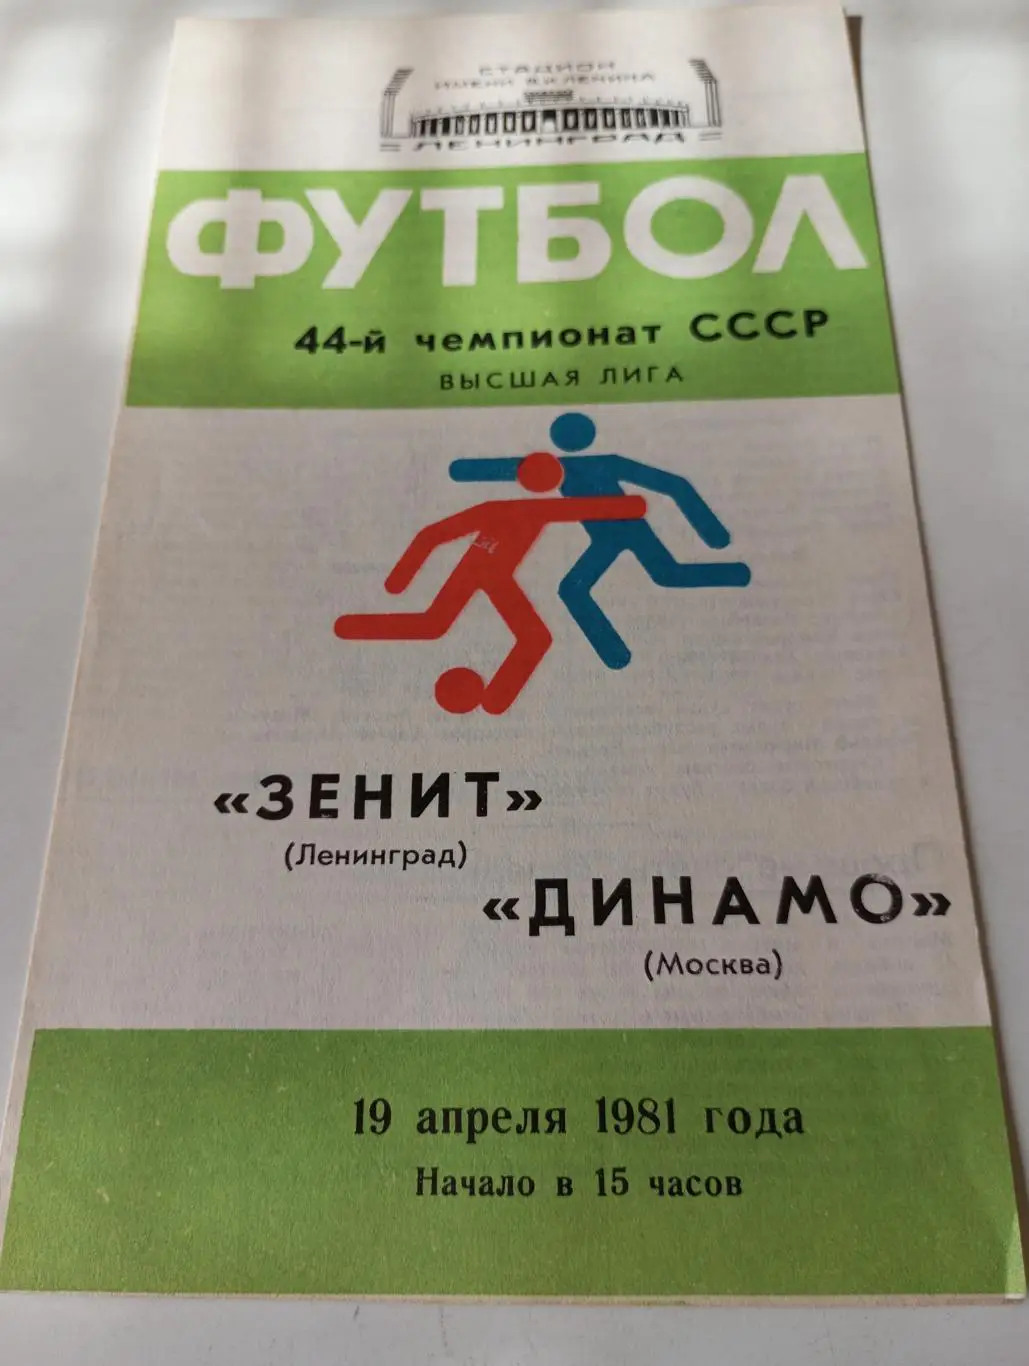 СТАДИОН
ИМЕНИ В.И.ЛЕНИНА
ЛЕНИНГРАД
ФУТБОЛ
44-й чемпионат СССР
ВЫСШАЯ ЛИГА
«ЗЕНИТ»
(Ленинград)
«ДИНАМО»
(Москва)
19 апреля 1981 года
Начало в 15 часов